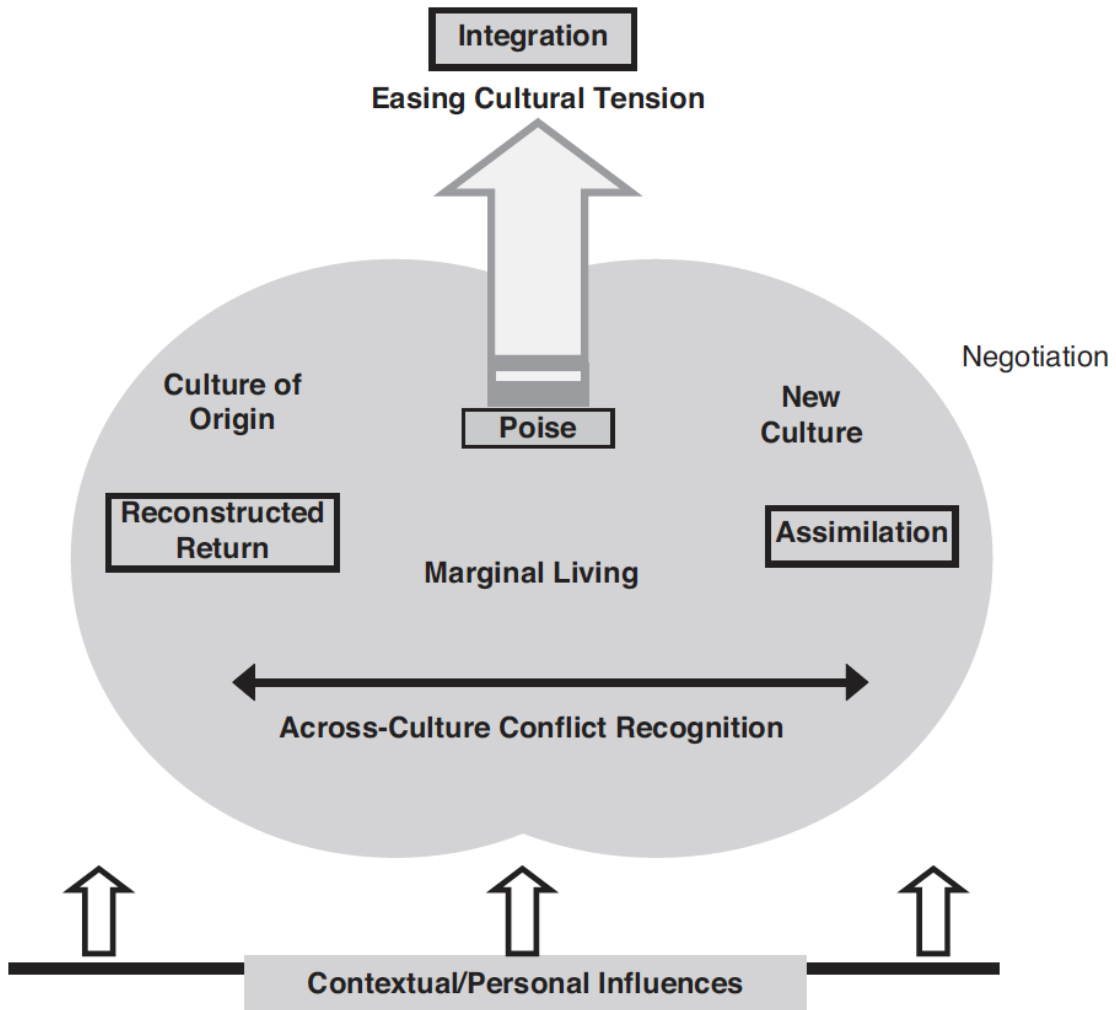 Integration
Easing Cultural Tension
Negotiation
Culture of
Origin
New
Culture
Poise
Reconstructed
Return
Assimilation
Marginal Living
Across-Culture Conflict Recognition
Contextual/Personal Influences